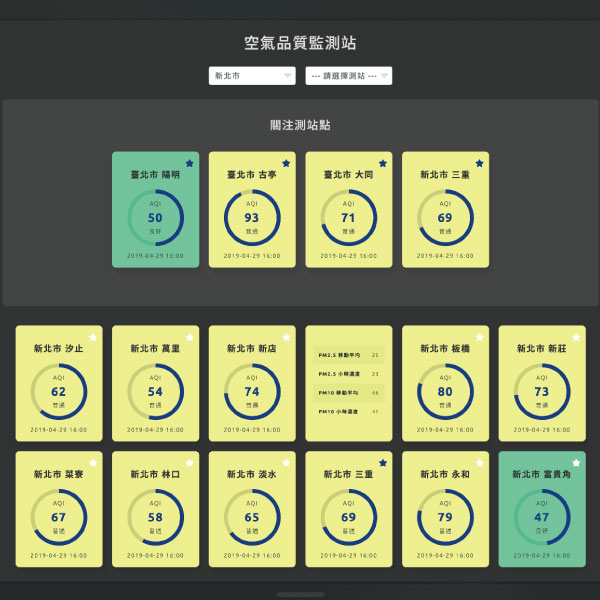 空氣品質監測站
新北市
--- 請選擇測站 ---
關注測站點
臺北市 陽明
AQI
50
良好
2019-04-29 16:00
臺北市 古亭
AQI
93
普通
2019-04-29 16:00
臺北市 大同
AQI
71
普通
2019-04-29 16:00
新北市 三重
AQI
69
普通
2019-04-29 16:00
新北市 汐止
AQI
62
普通
2019-04-29 16:00
新北市 萬里
AQI
54
普通
2019-04-29 16:00
新北市 新店
AQI
74
普通
2019-04-29 16:00
PM2.5 移動平均 25
PM2.5 小時濃度 23
PM10 移動平均 46
PM10 小時濃度 41
新北市 板橋
AQI
80
普通
2019-04-29 16:00
新北市 新莊
AQI
73
普通
2019-04-29 16:00
新北市 菜寮
AQI
67
普通
2019-04-29 16:00
新北市 林口
AQI
58
普通
2019-04-29 16:00
新北市 淡水
AQI
65
普通
2019-04-29 16:00
新北市 三重
AQI
69
普通
2019-04-29 16:00
新北市 永和
AQI
79
普通
2019-04-29 16:00
新北市 富貴角
AQI
47
良好
2019-04-29 16:00